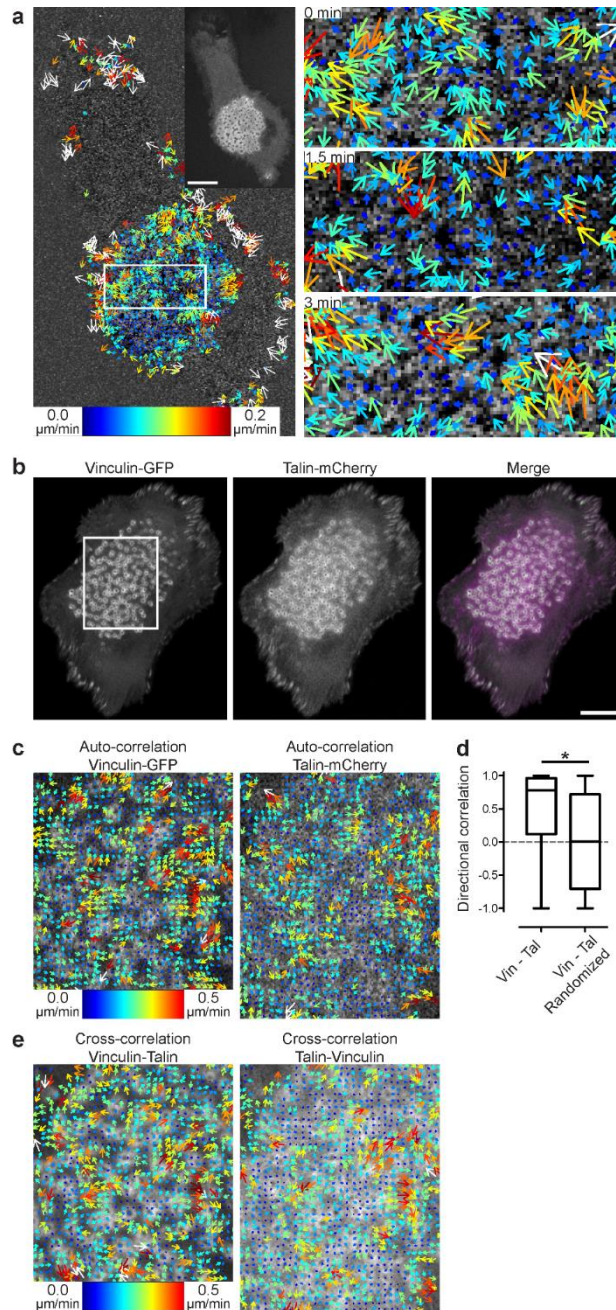 a
0 min
1.5 min
3 min
0.0
µm/min
0.2
µm/min
b
Vinculin-GFP
Talin-mCherry
Merge
c
Auto-correlation
Vinculin-GFP
Auto-correlation
Talin-mCherry
0.0
µm/min
0.5
µm/min
d
*
Directional correlation
1.0
0.5
0.0
-0.5
-1.0
Vin - Tal
Vin - Tal
Randomized
e
Cross-correlation
Vinculin-Talin
Cross-correlation
Talin-Vinculin
0.0
µm/min
0.5
µm/min